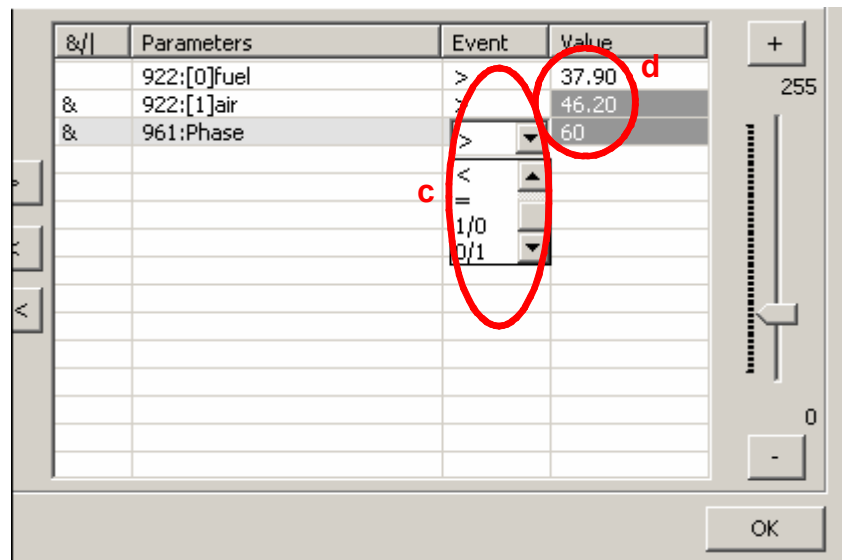 &/| Parameters Event Value +
922:[0]fuel > 37.90 d
255
& 922:[1]air > 46.20
& 961:Phase > 60
<
c =
1/0
0/1
<
0
-
OK